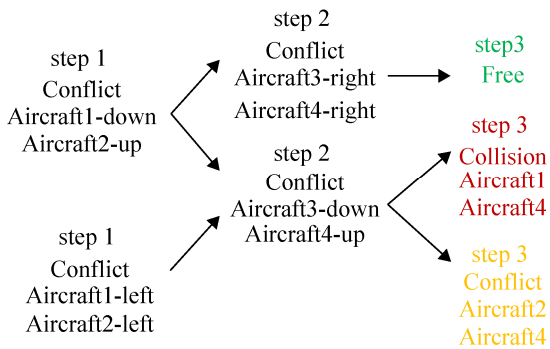 step 1
Conflict
Aircraft1-down
Aircraft2-up
step 1
Conflict
Aircraft1-left
Aircraft2-left
step 2
Conflict
Aircraft3-right
Aircraft4-right
step 2
Conflict
Aircraft3-down
Aircraft4-up
step3
Free
step 3
Collision
Aircraft1
Aircraft4
step 3
Conflict
Aircraft2
Aircraft4